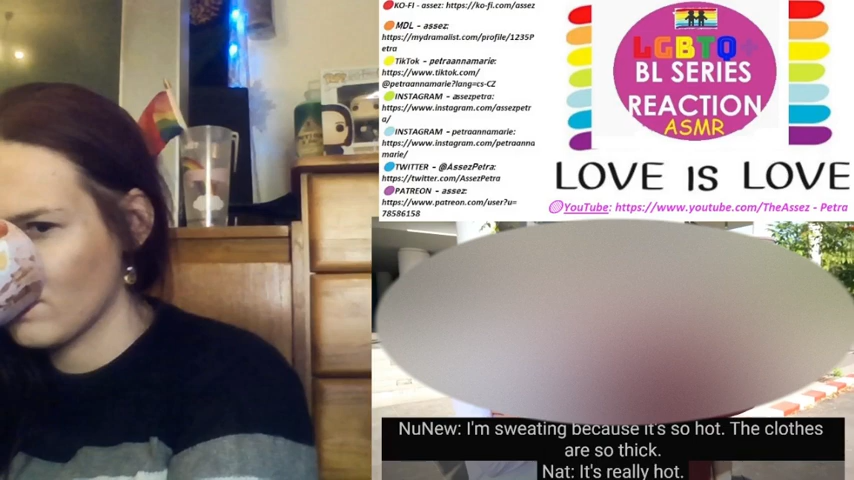 KO-FI - assez: https://ko-fi.com/assez
MDL - assez:
https://mydramalist.com/profile/1235P
etra
TikTok - petraannamarie:
https://www.tiktok.com/
@petraannamarie?lang=cs-CZ
INSTAGRAM - assezpetra:
https://www.instagram.com/assezpetr
a/
INSTAGRAM - petraannamarie:
https://www.instagram.com/petraanna
marie/
TWITTER - @AssezPetra:
https://twitter.com/AssezPetra
PATREON - assez:
https://www.patreon.com/user?u=
78586158
LGBTQ+
BL SERIES
REACTION
ASMR
LOVE IS LOVE
YouTube: https://www.youtube.com/TheAssez - Petra
NuNew: I'm sweating because it's so hot. The clothes
are so thick.
Nat: It's really hot.